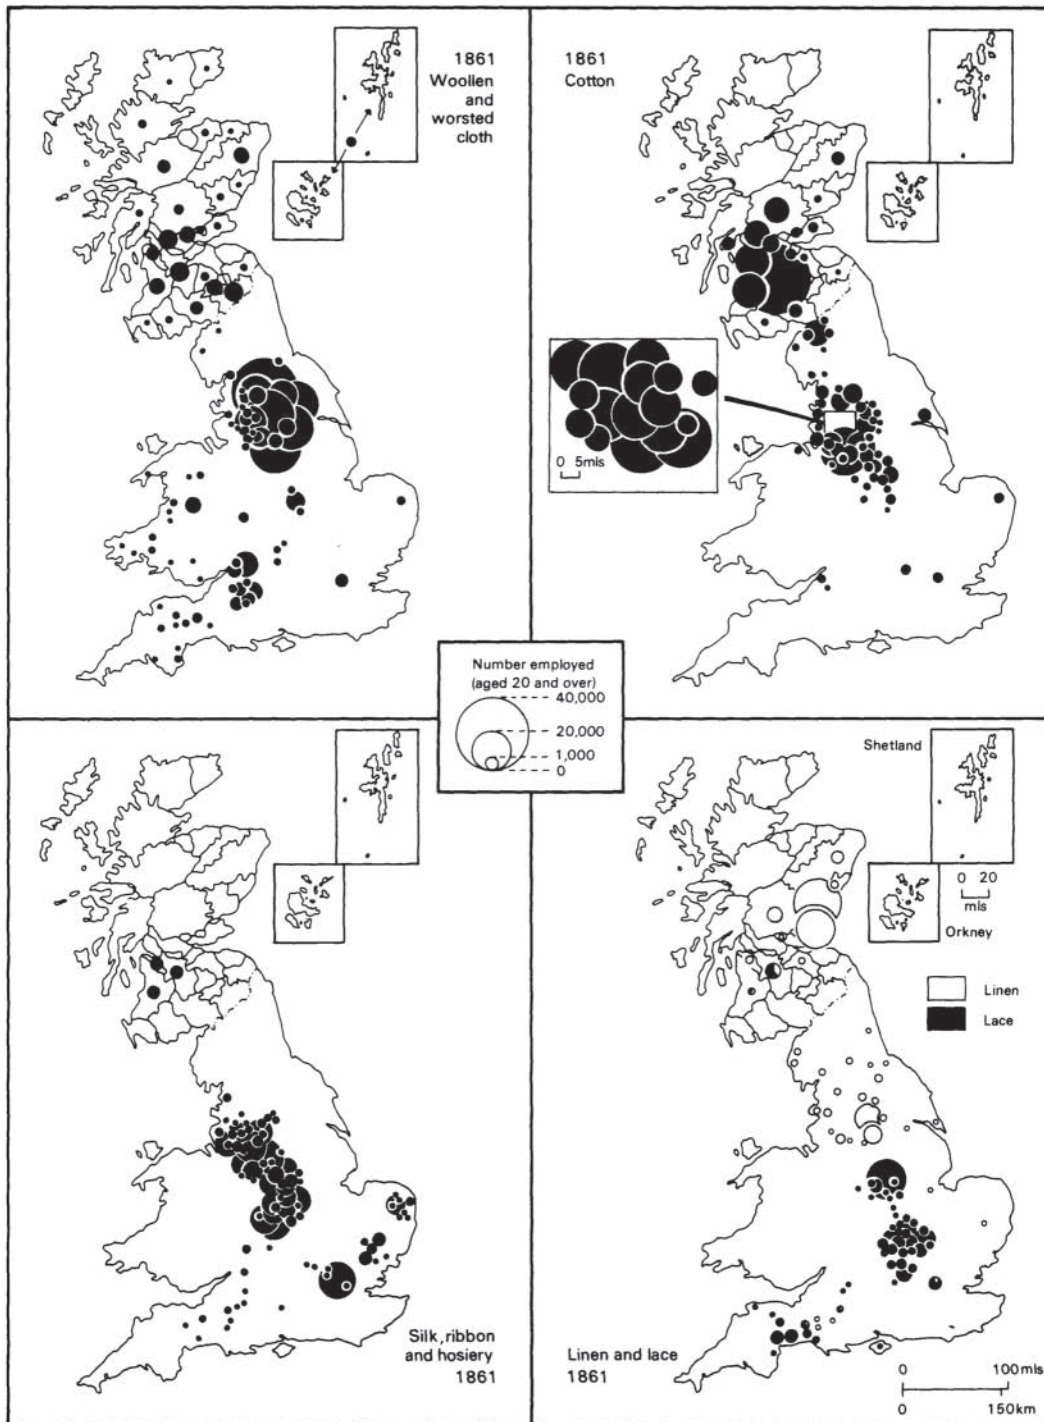 1861
Woollen
and
worsted
cloth
1861
Cotton
0 5mls
Number employed
(aged 20 and over)
40,000
20,000
1,000
0
Silk, ribbon
and hosiery
1861
Shetland
0 20
mls
Orkney
Linen
Lace
Linen and lace
1861
0 100mls
0 150km